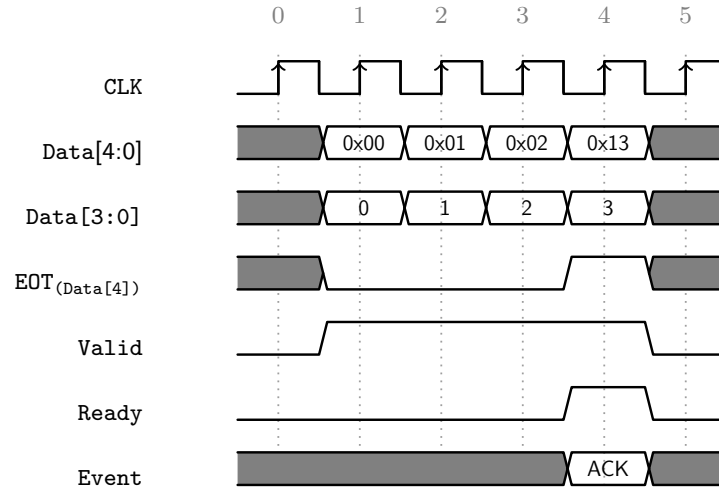 0 1 2 3 4 5
CLK
Data[4:0] 0x00 0x01 0x02 0x13
Data[3:0] 0 1 2 3
EOT(Data[4])
Valid
Ready
Event ACK